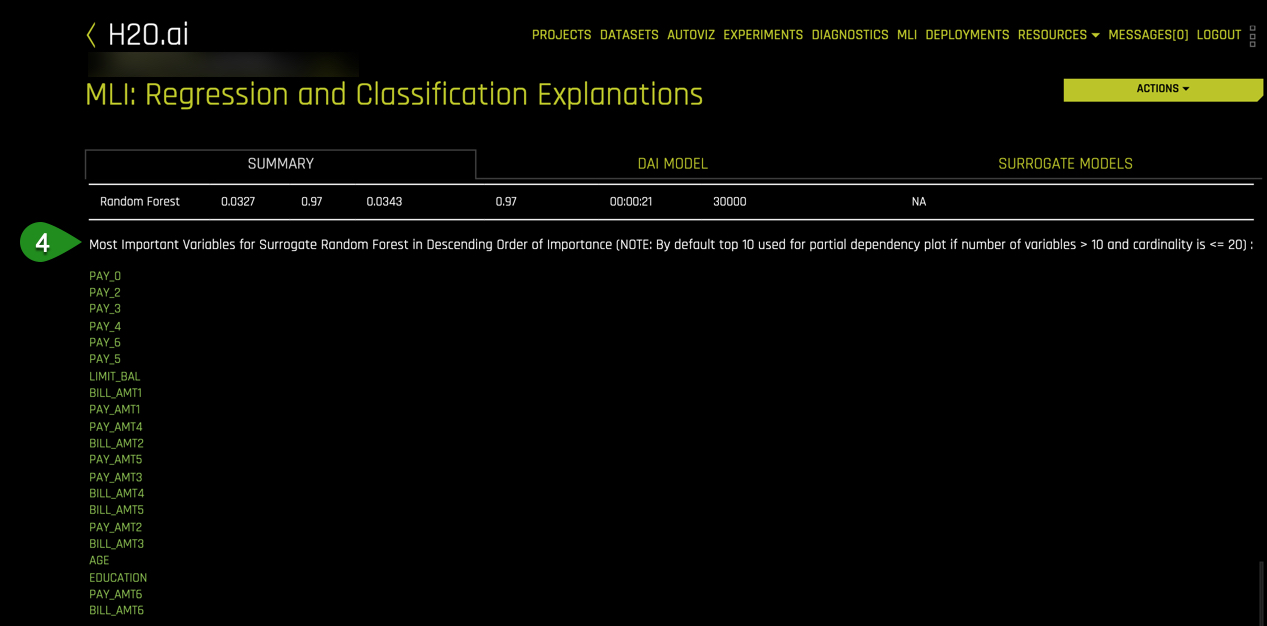 H2O.ai
PROJECTS DATASETS AUTOVIZ EXPERIMENTS DIAGNOSTICS MLI DEPLOYMENTS RESOURCES MESSAGES[0] LOGOUT
MLI: Regression and Classification Explanations
ACTIONS
SUMMARY DAI MODEL SURROGATE MODELS
Random Forest 0.0327 0.97 0.0343 0.97 00:00:21 30000 NA
4 Most Important Variables for Surrogate Random Forest in Descending Order of Importance (NOTE: By default top 10 used for partial dependency plot if number of variables > 10 and cardinality is <= 20) :
PAY_0
PAY_2
PAY_3
PAY_4
PAY_6
PAY_5
LIMIT_BAL
BILL_AMT1
PAY_AMT1
PAY_AMT4
BILL_AMT2
PAY_AMT5
PAY_AMT3
BILL_AMT4
BILL_AMT5
PAY_AMT2
BILL_AMT3
AGE
EDUCATION
PAY_AMT6
BILL_AMT6